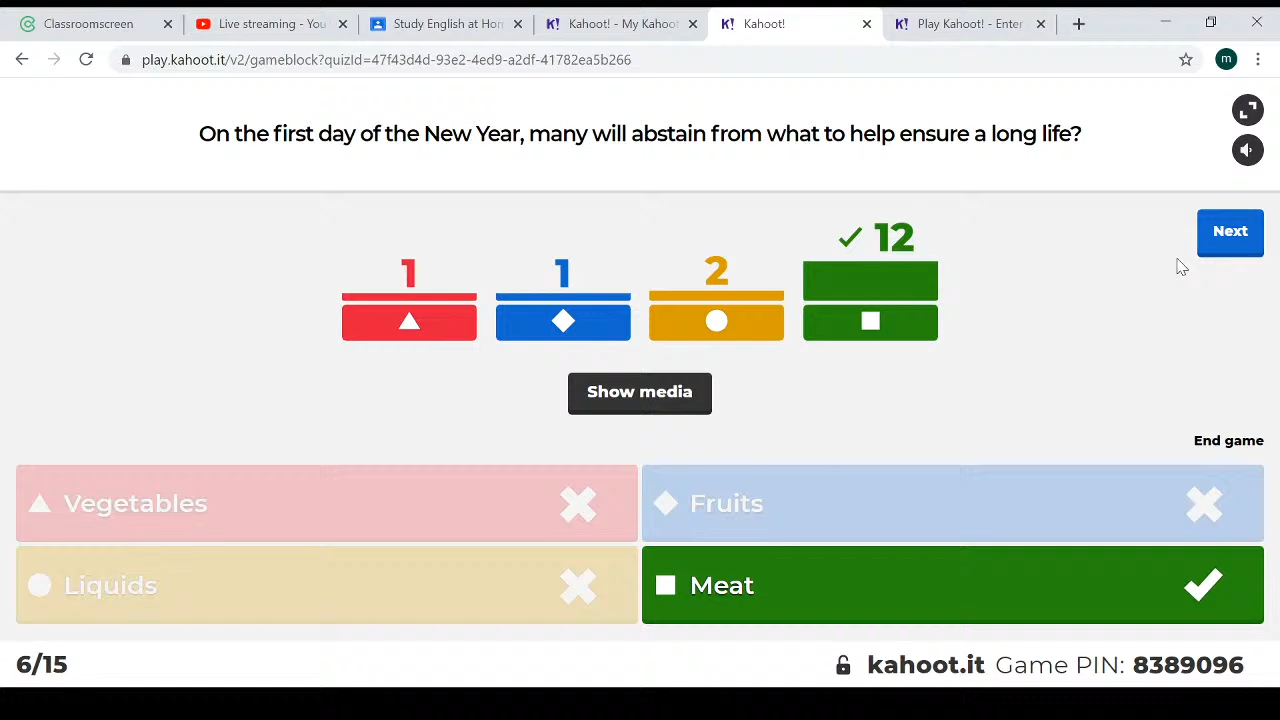 Classroomscreen
Live streaming - You
Study English at Hom
K! Kahoot! - My Kahoot
K! Kahoot!
K! Play Kahoot! - Enter
play.kahoot.it/v2/gameblock?quizId=47f43d4d-93e2-4ed9-a2df-41782ea5b266
m
On the first day of the New Year, many will abstain from what to help ensure a long life?
Next
1
1
2
12
Show media
End game
Vegetables
Fruits
Liquids
Meat
6/15
kahoot.it Game PIN: 8389096